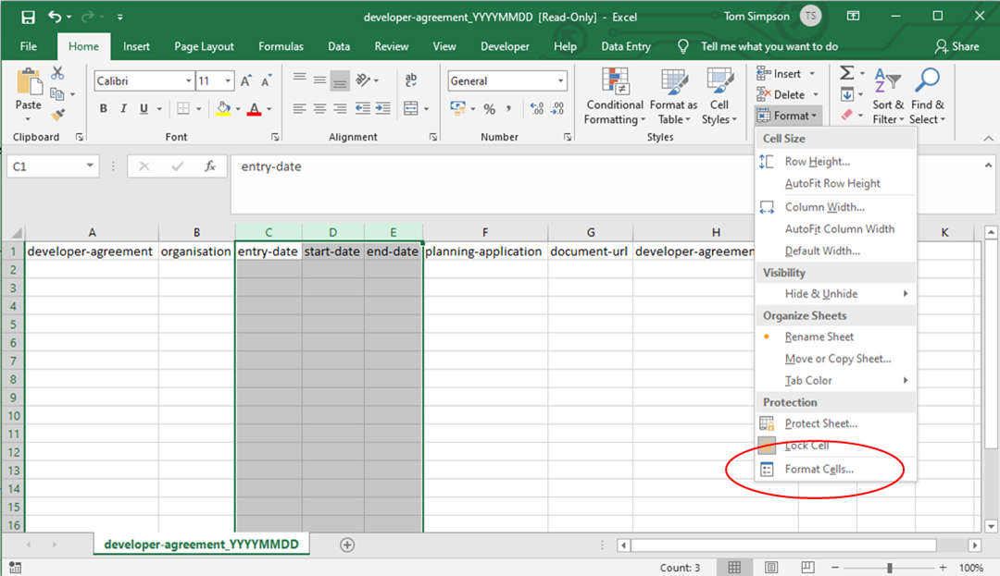 developer-agreement_YYYYMMDD [Read-Only] - Excel
Tom Simpson
TS
File Home Insert Page Layout Formulas Data Review View Developer Help Data Entry Tell me what you want to do Share
Paste
Clipboard
Calibri 11
B I U A
Font
Alignment
ab c
General
% ,
Number
Conditional Formatting
Format as Table
Cell Styles
Styles
Insert
Delete
Format
Sort & Filter
Find & Select
C1 fx entry-date
A B C D E F G H K
1 developer-agreement organisation entry-date start-date end-date planning-application document-url developer-agreemen
2
3
4
5
6
7
8
9
10
11
12
13
14
15
16
Cell Size
Row Height...
AutoFit Row Height
Column Width...
AutoFit Column Width
Default Width...
Visibility
Hide & Unhide
Organize Sheets
Rename Sheet
Move or Copy Sheet...
Tab Color
Protection
Protect Sheet...
Lock Cell
Format Cells...
developer-agreement_YYYYMMDD
Count: 3
100%